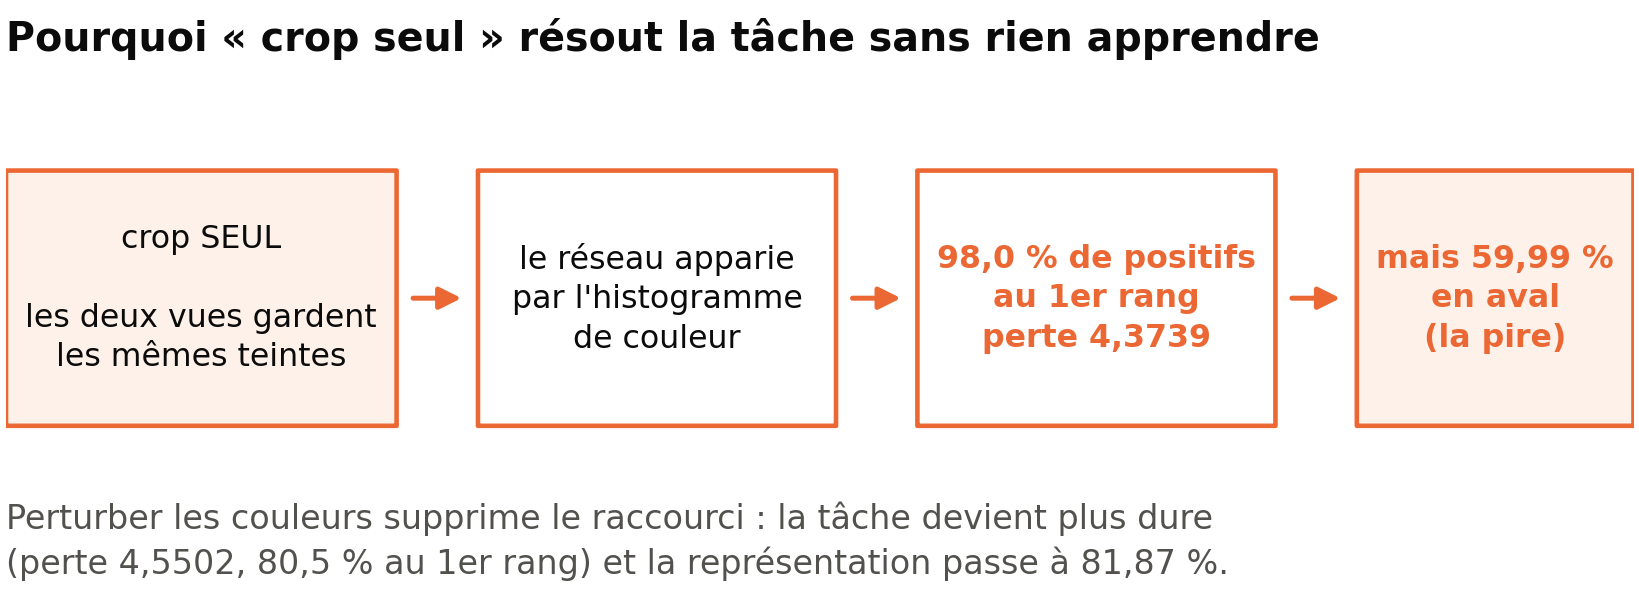 Pourquoi « crop seul » résout la tâche sans rien apprendre
crop SEUL
les deux vues gardent
les mêmes teintes
le réseau apparie
par l'histogramme
de couleur
98,0 % de positifs
au 1er rang
perte 4,3739
mais 59,99 %
en aval
(la pire)
Perturber les couleurs supprime le raccourci : la tâche devient plus dure
(perte 4,5502, 80,5 % au 1er rang) et la représentation passe à 81,87 %.